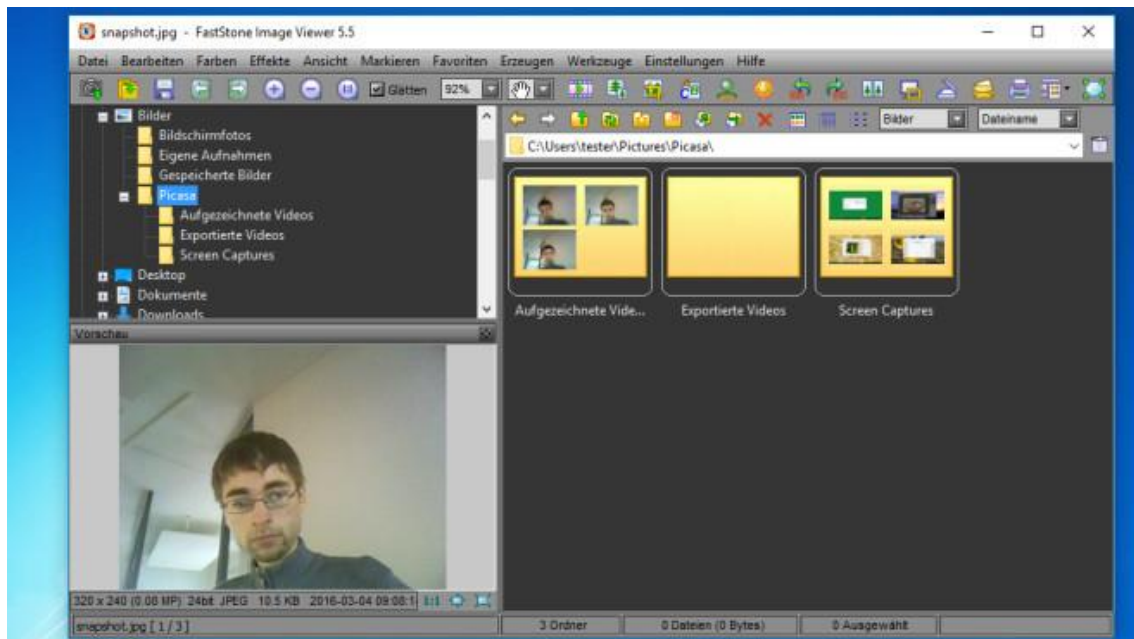 snapshot.jpg - FastStone Image Viewer 5.5
Datei Bearbeiten Farben Effekte Ansicht Markieren Favoriten Erzeugen Werkzeuge Einstellungen Hilfe
Glätten 92%
Bilder
Bildschirmfotos
Eigene Aufnahmen
Gespeicherte Bilder
Picasa
Aufgezeichnete Videos
Exportierte Videos
Screen Captures
Desktop
Dokumente
Downloads
Bilder Dateiname
C:\Users\tester\Pictures\Picasa\
Aufgezeichnete Vide... Exportierte Videos Screen Captures
Vorschau
320 x 240 (0.08 MP) 24bit JPEG 10.5 KB 2016-03-04 09:08:1 1:1
snapshot.jpg [ 1 / 3 ] 3 Ordner 0 Dateien (0 Bytes) 0 Ausgewählt